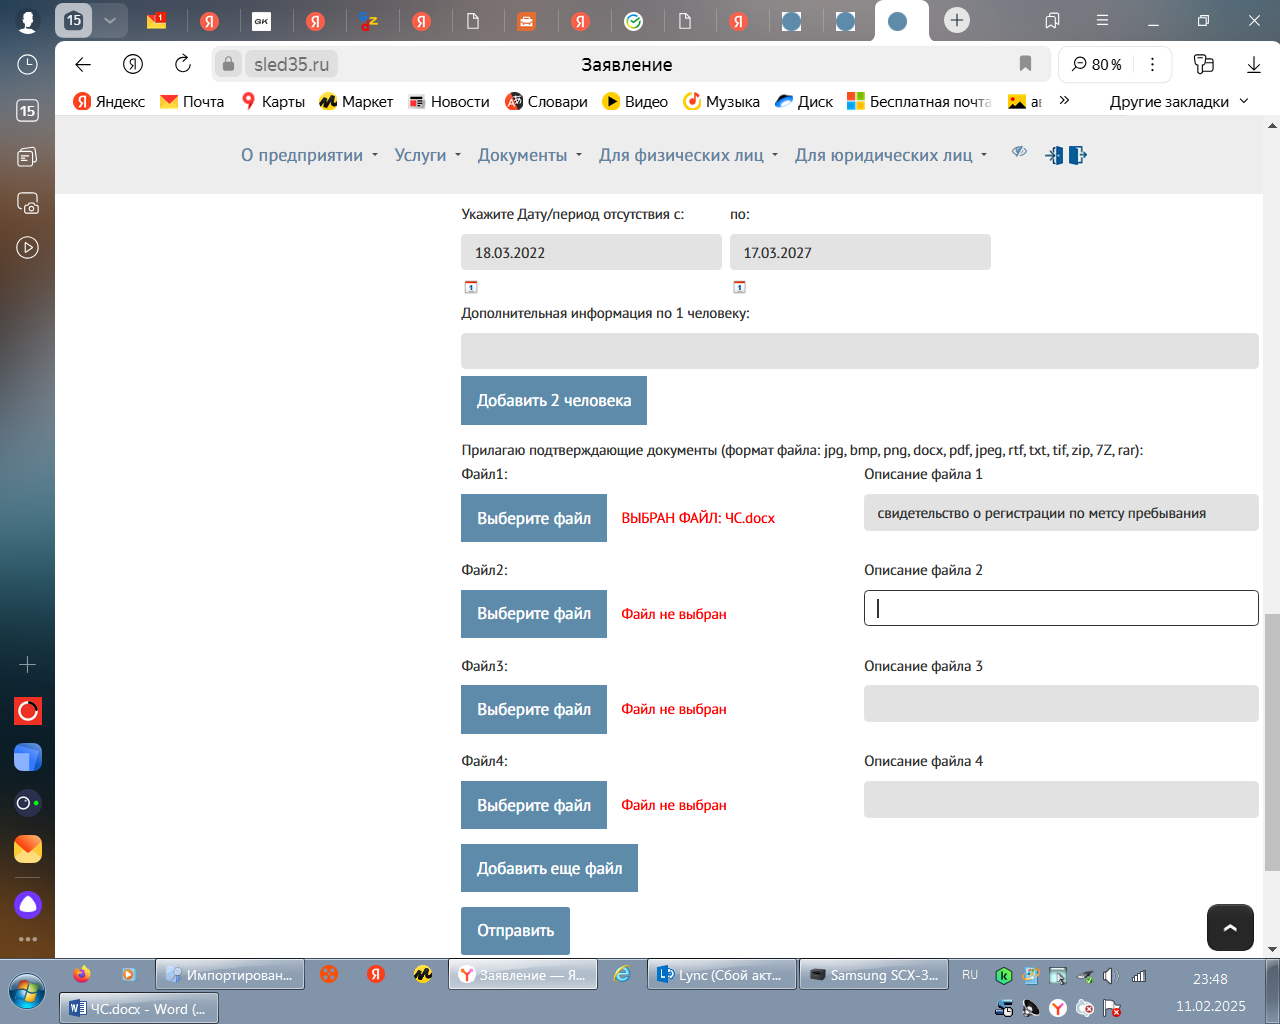 15
1
GK
sled35.ru
Заявление
80 %
Яндекс
Почта
Карты
Маркет
Новости
Словари
Видео
Музыка
Диск
Бесплатная почта
ав
Другие закладки
15
О предприятии
Услуги
Документы
Для физических лиц
Для юридических лиц
Укажите Дату/период отсутствия с:
по:
18.03.2022
17.03.2027
Дополнительная информация по 1 человеку:
Добавить 2 человека
Прилагаю подтверждающие документы (формат файла: jpg, bmp, png, docx, pdf, jpeg, rtf, txt, tif, zip, 7Z, rar):
Файл1:
Описание файла 1
Выберите файл
ВЫБРАН ФАЙЛ: ЧС.docx
свидетельство о регистрации по метсу пребывания
Файл2:
Описание файла 2
Выберите файл
Файл не выбран
Файл3:
Описание файла 3
Выберите файл
Файл не выбран
Файл4:
Описание файла 4
Выберите файл
Файл не выбран
Добавить еще файл
Отправить
Импортирован...
Заявление — Я...
Lync (Сбой акт...
Samsung SCX-3...
RU
23:48
ЧС.docx - Word (...
11.02.2025